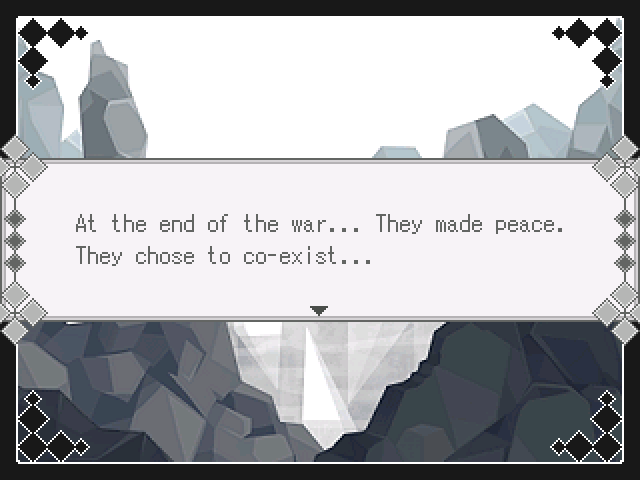 At the end of the war... They made peace.
They chose to co-exist...